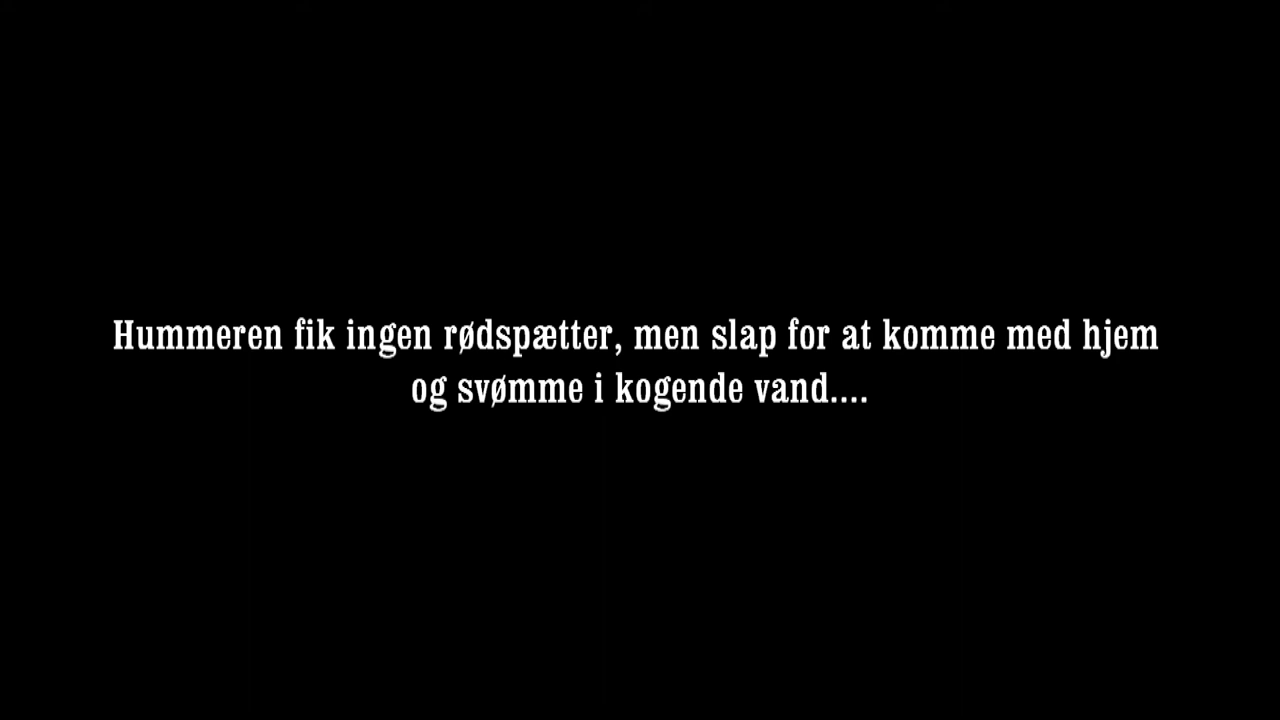 Hummeren fik ingen rødspætter, men slap for at komme med hjem
og svømme i kogende vand....